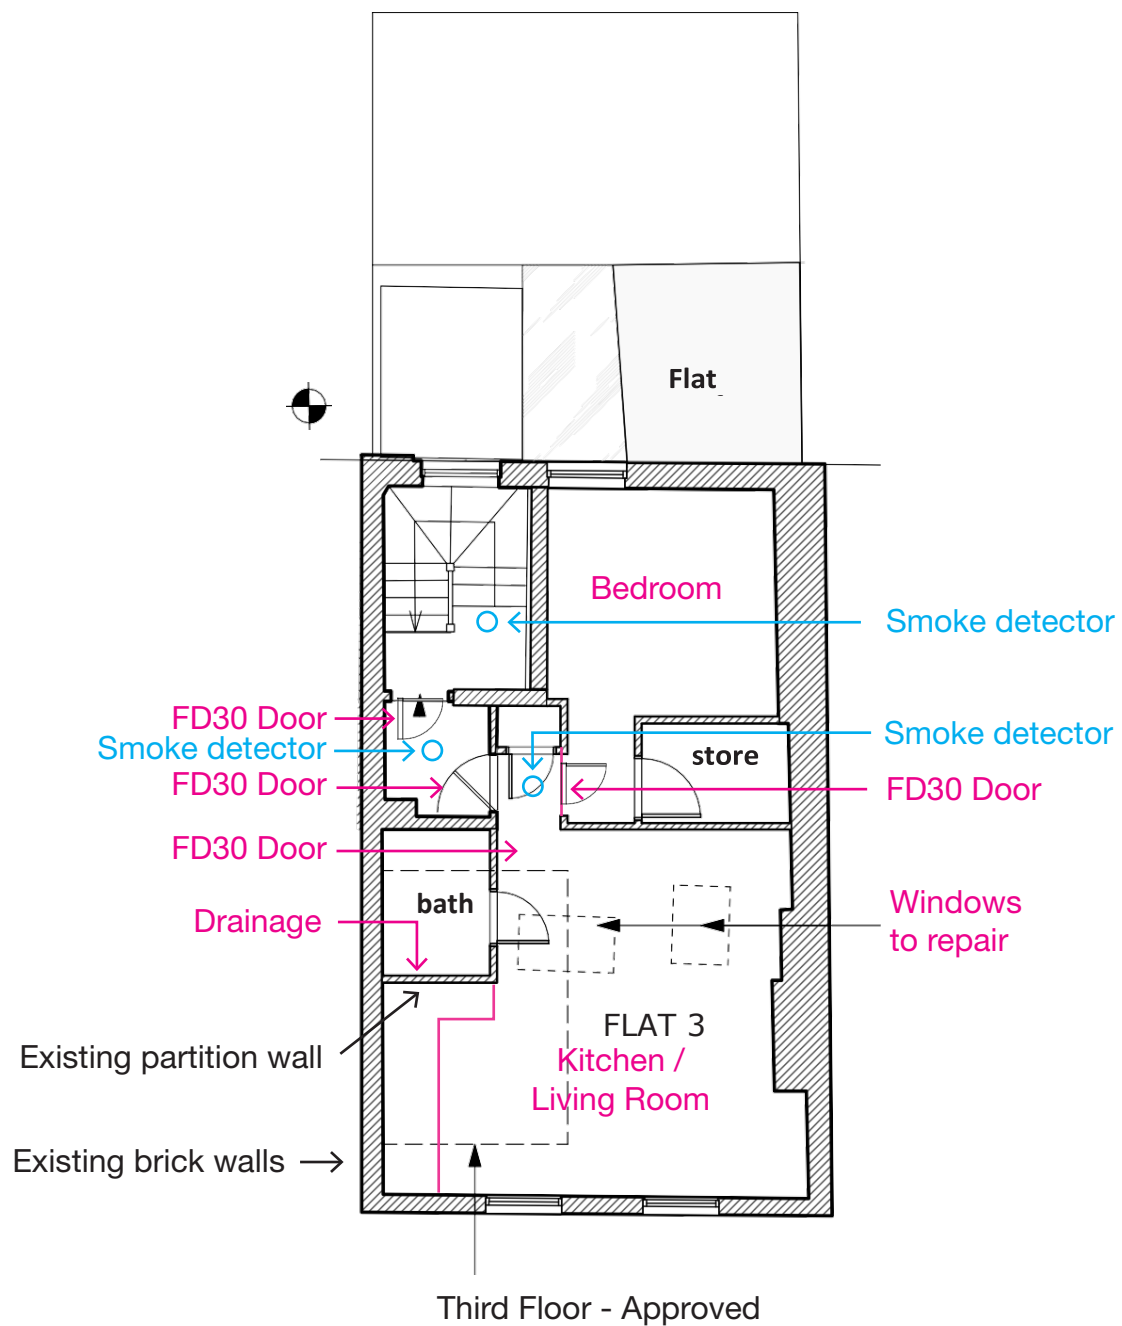 Flat
Bedroom
Smoke detector
FD30 Door
Smoke detector
Smoke detector
store
FD30 Door
FD30 Door
FD30 Door
bath
Drainage
Windows
to repair
FLAT 3
Kitchen /
Living Room
Existing partition wall
Existing brick walls
Third Floor - Approved